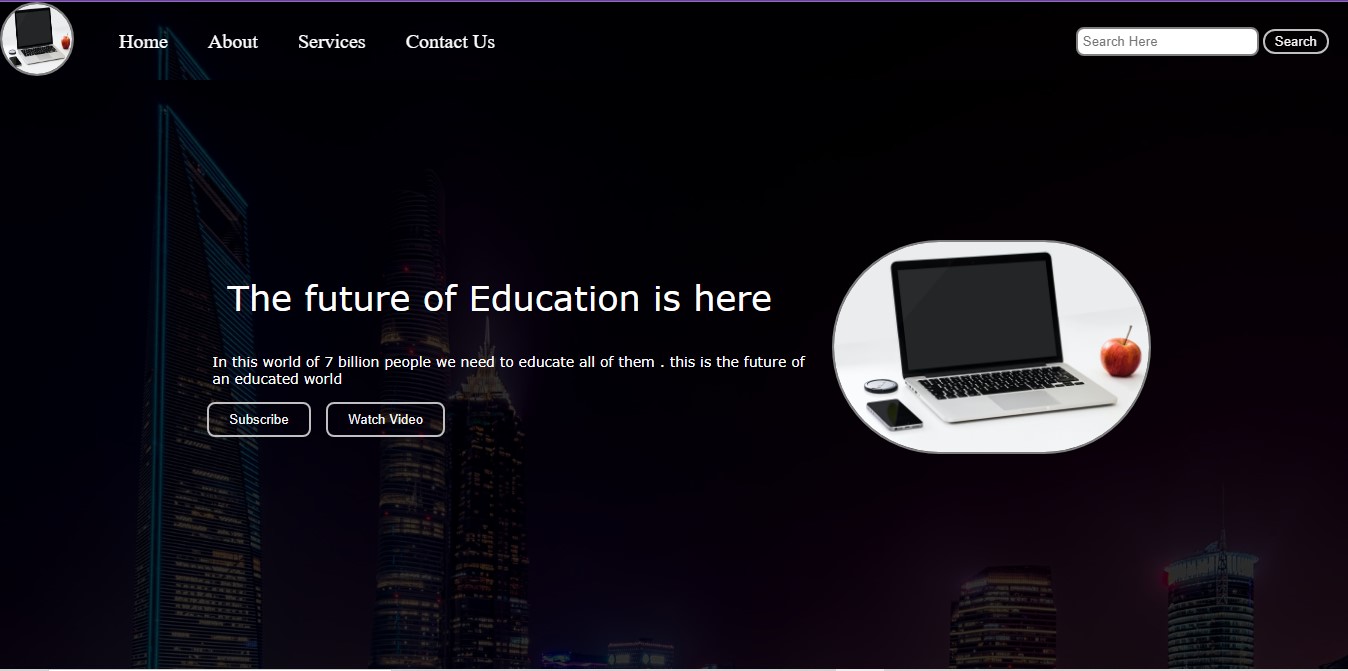 Home About Services Contact Us Search Here Search
The future of Education is here
In this world of 7 billion people we need to educate all of them . this is the future of
an educated world
Subscribe Watch Video